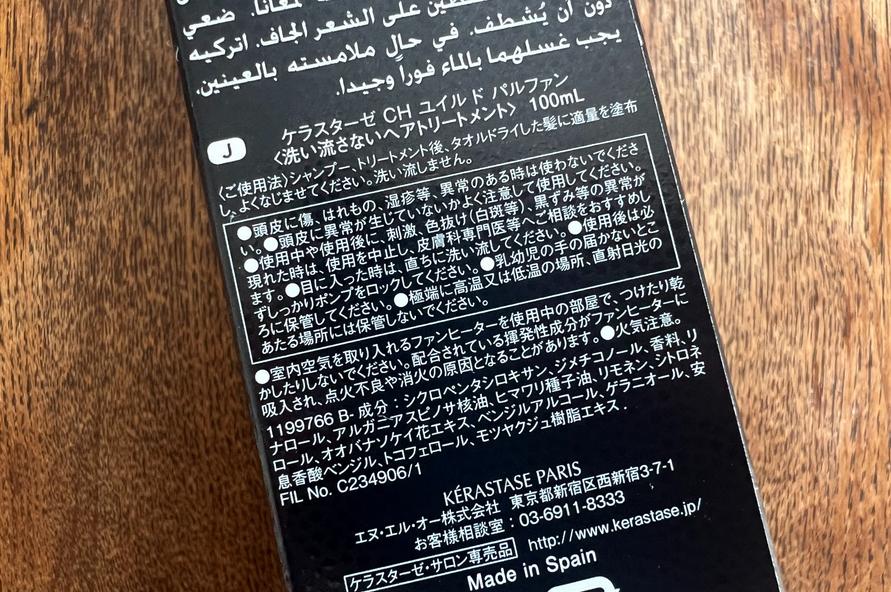 على الشعر الجاف. اتركيه
دون أن يُشطف. في حال ملامسته بالعينين،
يجب غسلهما بالماء فوراً وجيدا.
J
ケラスターゼ CH ユイル ド パルファン
〈洗い流さないヘアトリートメント〉 100mL
〈ご使用法〉シャンプー、トリートメント後、タオルドライした髪に適量を塗布
し、よくなじませてください。洗い流しません。
●頭皮に傷、はれもの、湿疹等、異常のある時は使わないでくださ
い。●頭皮に異常が生じていないかよく注意して使用してください。
●使用中や使用後に、刺激、色抜け(白斑等)、黒ずみ等の異常が
現れた時は、使用を中止し、皮膚科専門医等へご相談をおすすめし
ます。●目に入った時は、直ちに洗い流してください。●使用後は必
ずしっかりポンプをロックしてください。●乳幼児の手の届かないとこ
ろに保管してください。●極端に高温又は低温の場所、直射日光の
あたる場所には保管しないでください。
●室内空気を取り入れるファンヒーターを使用中の部屋で、つけたり乾
かしたりしないでください。配合されている揮発性成分がファンヒーターに
吸入され、点火不良や消火の原因となることがあります。●火気注意。
1199766 B- 成分：シクロペンタシロキサン、ジメチコノール、香料、リ
ナロール、アルガニアスピノサ核油、ヒマワリ種子油、リモネン、シトロネ
ロール、オオバナソケイ花エキス、ベンジルアルコール、ゲラニオール、安
息香酸ベンジル、トコフェロール、モツヤクジュ樹脂エキス .
FIL No. C234906/1
KÉRASTASE PARIS
エヌ・エル・オー株式会社 東京都新宿区西新宿3-7-1
お客様相談室：03-6911-8333
ケラスターゼ・サロン専売品 http://www.kerastase.jp/
Made in Spain